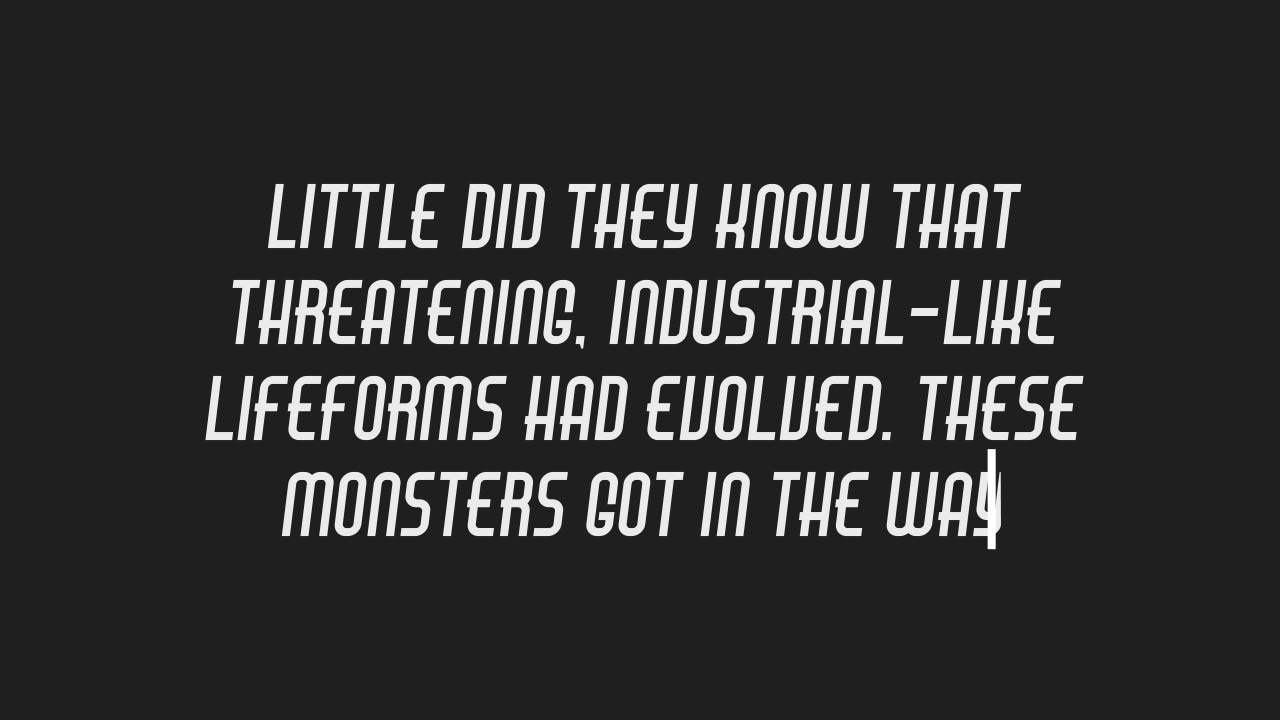 LITTLE DID THEY KNOW THAT
THREATENING, INDUSTRIAL-LIKE
LIFEFORMS HAD EVOLVED. THESE
MONSTERS GOT IN THE WAY